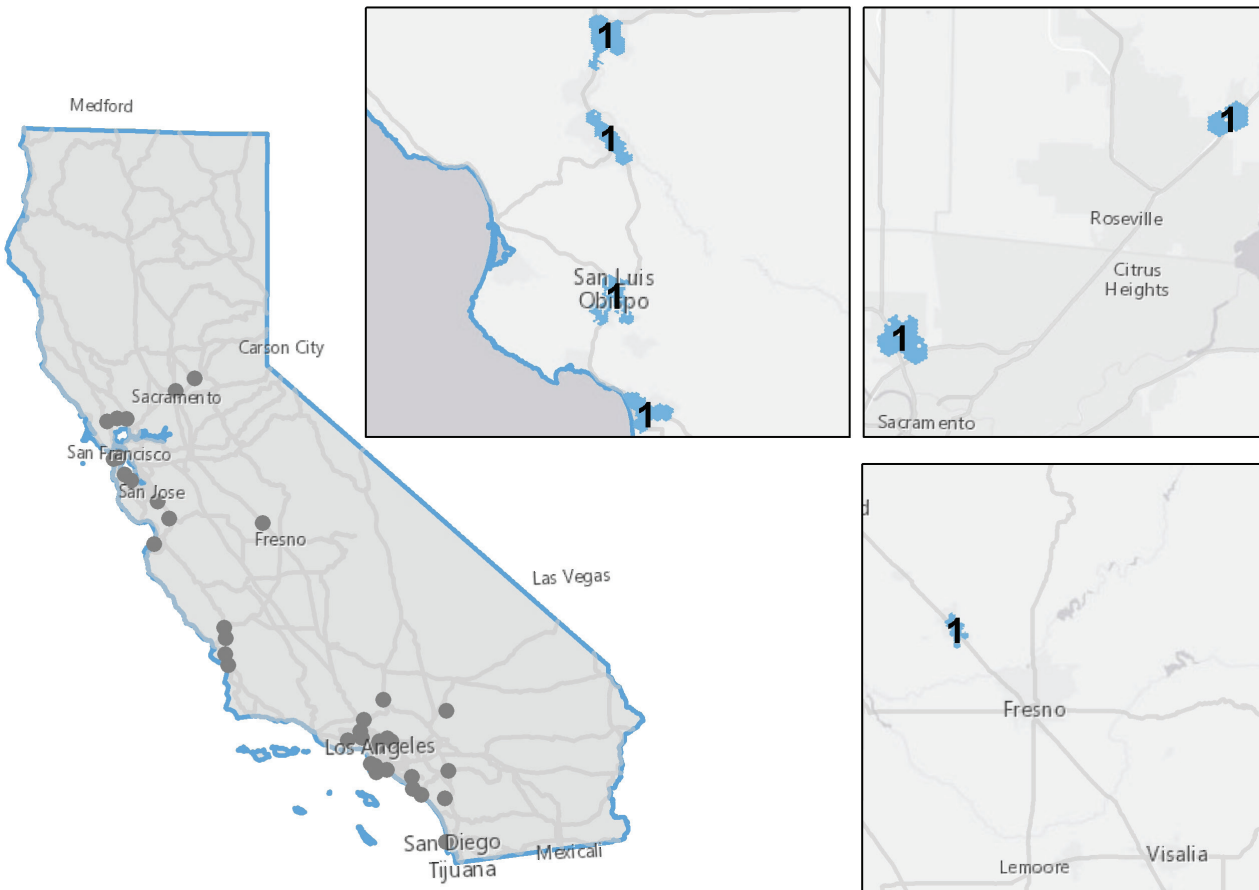 Medford
Carson City
Sacramento
San Francisco
San Jose
Fresno
Las Vegas
Los Angeles
San Diego
Mexicali
Tijuana
1
1
San Luis
Obispo
1
1
1
Roseville
Citrus
Heights
1
Sacramento
d
1
Fresno
Lemoore
Visalia